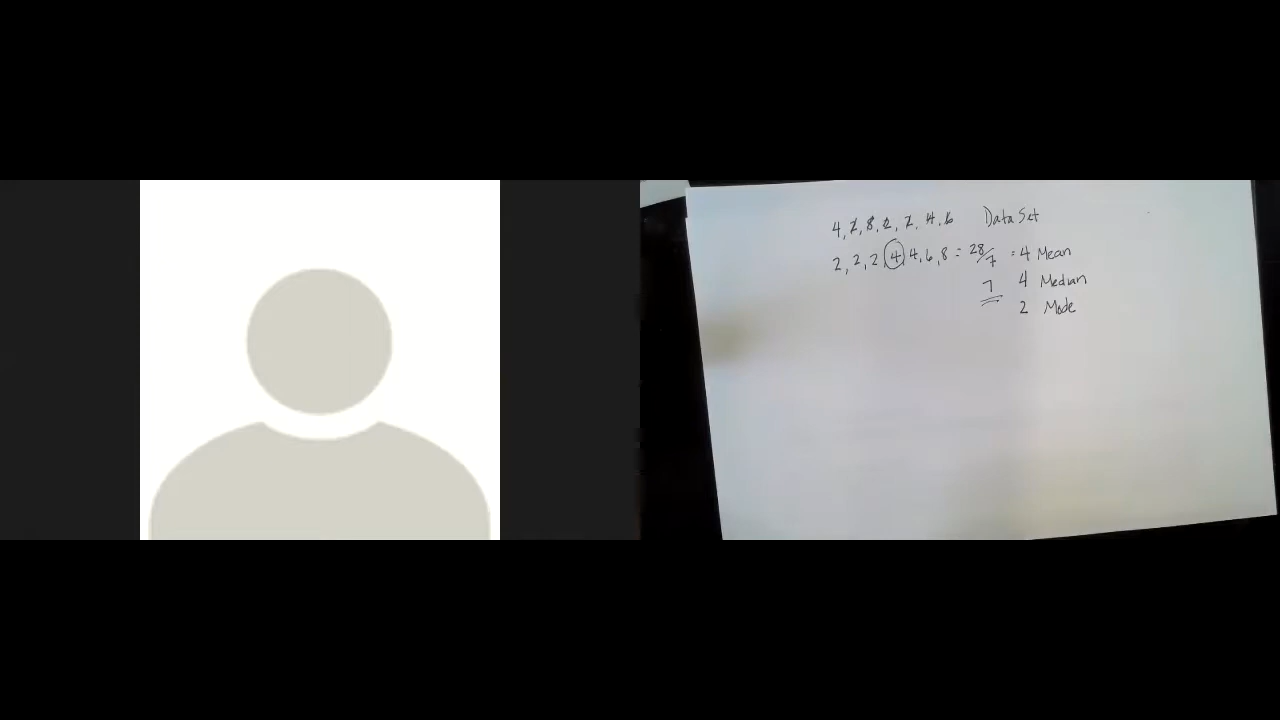 4, 2, 8, 2, 2, 4, 6 Data Set
2, 2, 2, 4, 4, 6, 8 = 28/7 = 4 Mean
7 4 Median
2 Mode